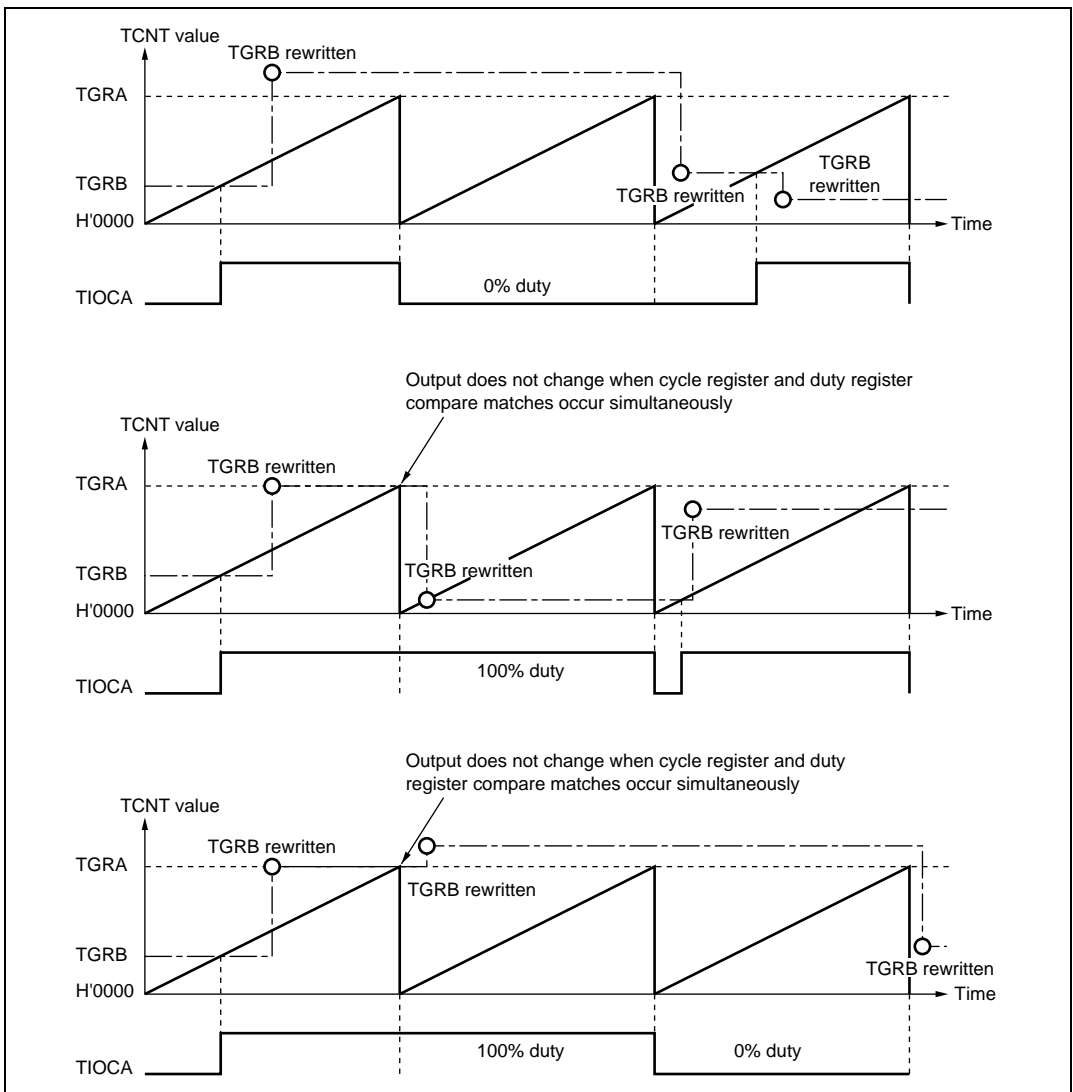 TCNT value
TGRB rewritten
TGRA
TGRB
rewritten
TGRB
TGRB rewritten
H'0000
Time
0% duty
TIOCA
Output does not change when cycle register and duty register
compare matches occur simultaneously
TCNT value
TGRB rewritten
TGRA
TGRB rewritten
TGRB rewritten
TGRB
H'0000
Time
100% duty
TIOCA
Output does not change when cycle register and duty
register compare matches occur simultaneously
TCNT value
TGRB rewritten
TGRA
TGRB rewritten
TGRB
TGRB rewritten
H'0000
Time
100% duty
0% duty
TIOCA